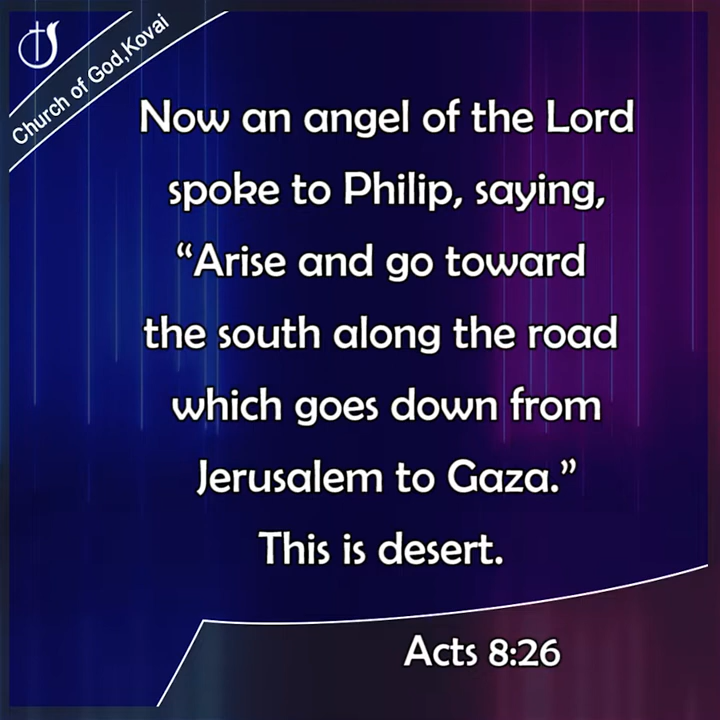 Church of God,Kovai
Now an angel of the Lord
spoke to Philip, saying,
“Arise and go toward
the south along the road
which goes down from
Jerusalem to Gaza.”
This is desert.
Acts 8:26